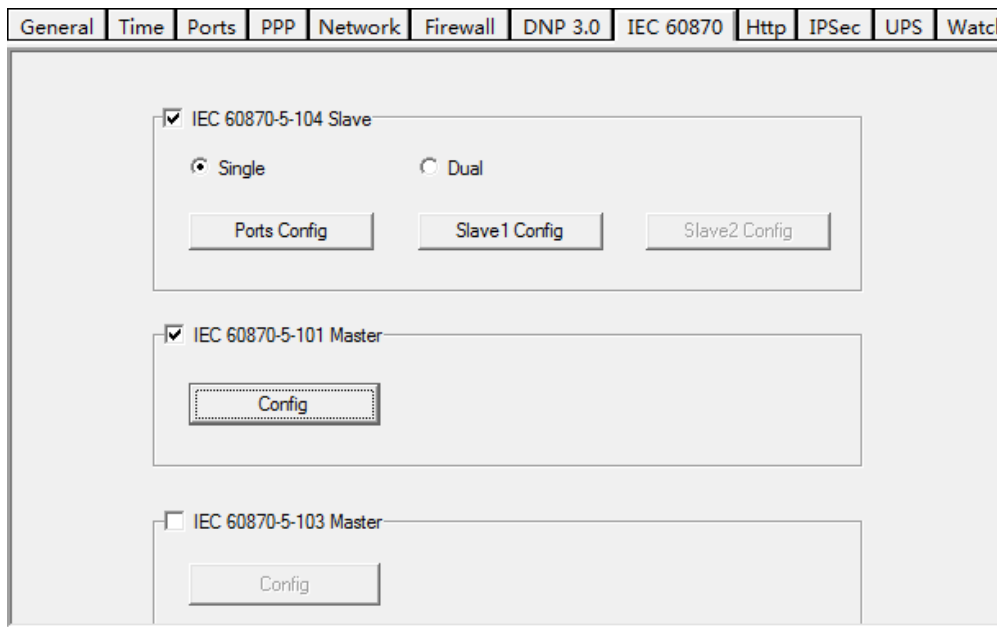 General Time Ports PPP Network Firewall DNP 3.0 IEC 60870 Http IPSec UPS
IEC 60870-5-104 Slave
Single Dual
Ports Config Slave1 Config Slave2 Config
IEC 60870-5-101 Master
Config
IEC 60870-5-103 Master
Config